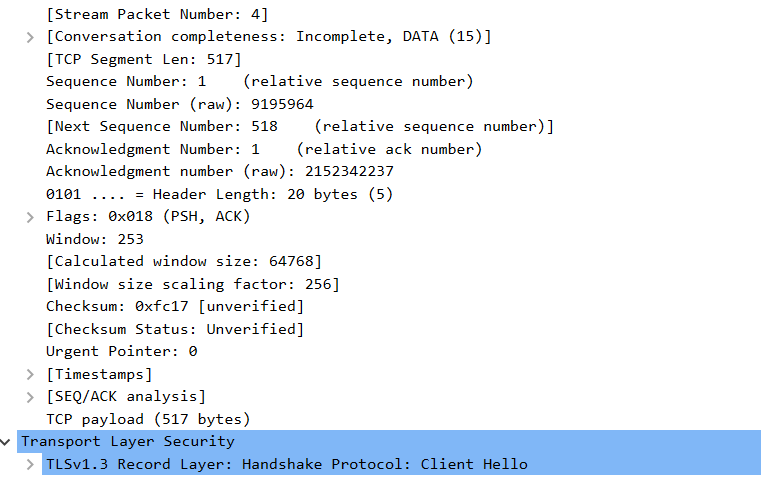 [Stream Packet Number: 4]
[Conversation completeness: Incomplete, DATA (15)]
[TCP Segment Len: 517]
Sequence Number: 1    (relative sequence number)
Sequence Number (raw): 9195964
[Next Sequence Number: 518    (relative sequence number)]
Acknowledgment Number: 1    (relative ack number)
Acknowledgment number (raw): 2152342237
0101 .... = Header Length: 20 bytes (5)
Flags: 0x018 (PSH, ACK)
Window: 253
[Calculated window size: 64768]
[Window size scaling factor: 256]
Checksum: 0xfc17 [unverified]
[Checksum Status: Unverified]
Urgent Pointer: 0
[Timestamps]
[SEQ/ACK analysis]
TCP payload (517 bytes)
Transport Layer Security
TLSv1.3 Record Layer: Handshake Protocol: Client Hello